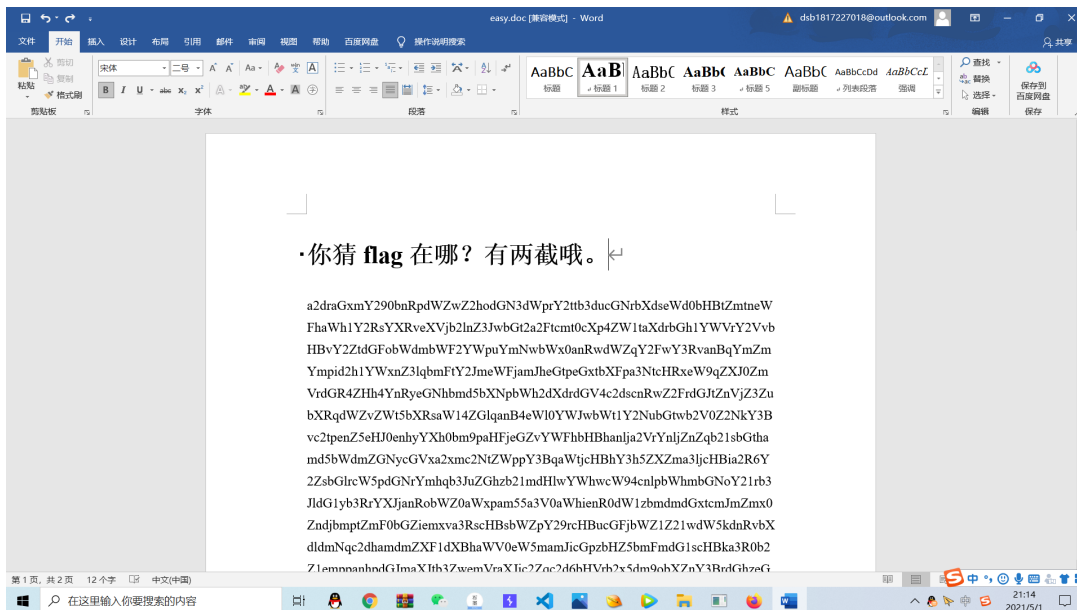 easy.doc [兼容模式] - Word
dsb1817227018@outlook.com
文件 开始 插入 设计 布局 引用 邮件 审阅 视图 帮助 百度网盘 操作说明搜索
共享
粘贴
剪切
复制
格式刷
剪贴板
宋体 二号
字体
段落
AaBbC 标题
AaBl 标题 1
AaBbC 标题 2
AaBb( 标题 3
AaBbC 标题 5
AaBbC 副标题
AaBbCcDd 列表段落
AaBbCcL 强调
样式
查找
替换
选择
编辑
保存到
百度网盘
保存
你猜 flag 在哪？有两截哦。
a2draGxmY290bnRpdWZwZ2hodGN3dWprY2ttb3ducGNrbXdseWd0bHBtZmtneW
FhaWh1Y2RsYXRveXVjb2lnZ3JwbGt2a2Ftcmt0cXp4ZW1taXdrbGh1YWVrY2Vvb
HBvY2ZtdGFobWdmbWF2YWpuYmNwbWx0anRwdWZqY2FwY3RvanBqYmZm
Ympid2h1YWxnZ3lqbmFtY2JmeWFjamJheGtpeGxtbXFpa3NtcHRxeW9qZXJ0Zm
VrdGR4ZHh4YnRyeGNhbmd5bXNpbWh2dXdrdGV4c2dscnRwZ2FrdGJtZnVjZ3Zu
bXRqdWZvZWt5bXRsaW14ZGlqanB4eWl0YWJwbWt1Y2NubGtwb2V0Z2NkY3B
vc2tpenZ5eHJ0enhyYXh0bm9paHFjeGZvYWFhbHBhanlja2VrYnljZnZqb21sbGtha
md5bWdmZGNycGVxa2xmc2NtZWppY3BqaWtjcHBhY3h5ZXZma3ljcHBia2R6Y
2ZsbGlrcW5pdGNrYmhqb3JuZGhzb21mdHlwYWhwcW94cnlpbWhmbGNoY21rb3
JldG1yb3RrYXJjanRobWZ0aWxpam55a3V0aWhienR0dW1zbmdmdGxtcmJmZmx0
ZndjbmptZmF0bGZiemxva3RscHBsbWZpY29rcHBucGFjbWZ1Z21wdW5kdnRvbX
dldmNqc2dhamdmZXF1dXBhaWV0eW5mamJicGpzbHZ5bmFmdG1scHBka3R0b2
第1页，共2页 12个字 中文(中国)
在这里输入你要搜索的内容
中
中
21:14
2021/5/1